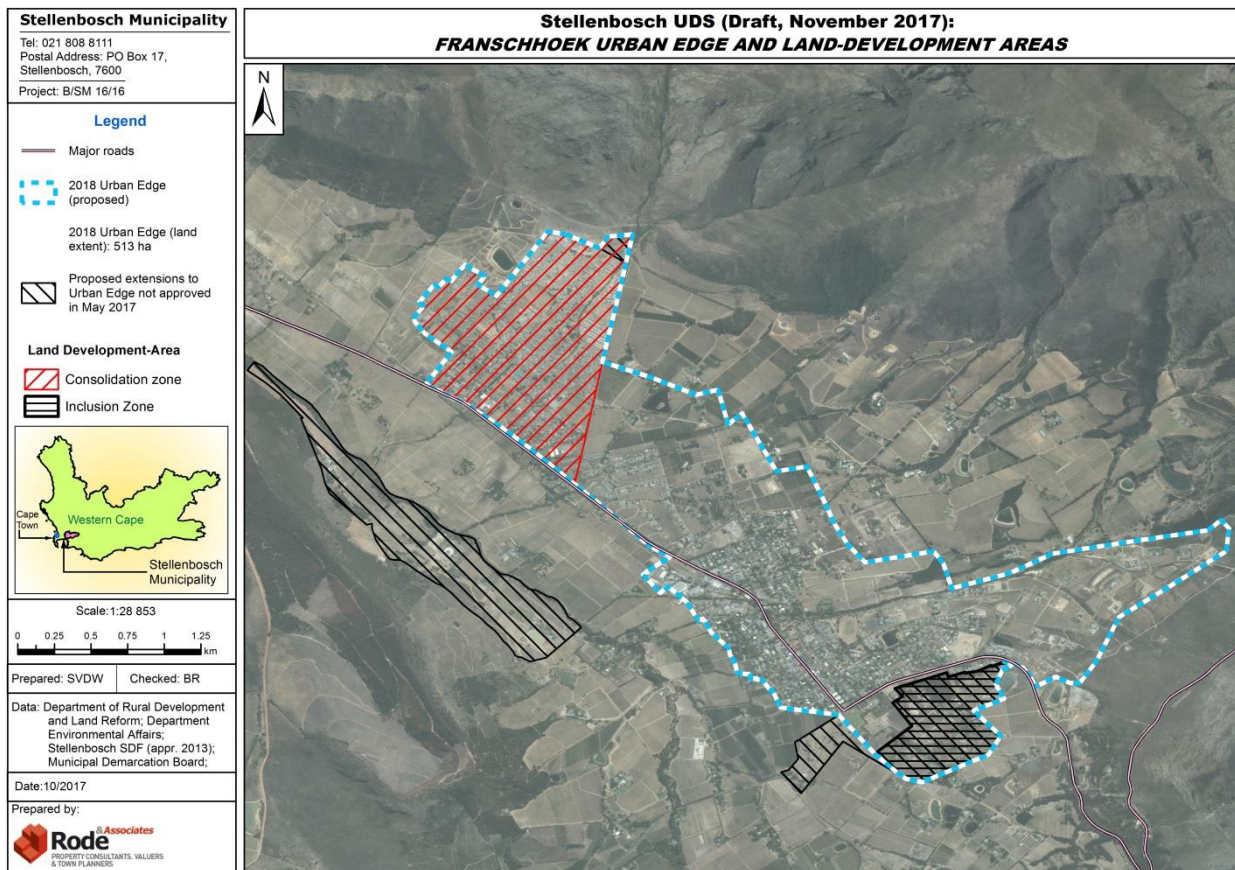 Stellenbosch Municipality
Tel: 021 808 8111
Postal Address: PO Box 17,
Stellenbosch, 7600
Project: B/SM 16/16
Legend
Major roads
2018 Urban Edge
(proposed)
2018 Urban Edge (land
extent): 513 ha
Proposed extensions to
Urban Edge not approved
in May 2017
Land Development-Area
Consolidation zone
Inclusion Zone
Cape
Town
Western Cape
Stellenbosch
Municipality
Scale:1:28 853
0 0.25 0.5 0.75 1 1.25
km
Prepared: SVDW
Checked: BR
Data: Department of Rural Development
and Land Reform; Department
Environmental Affairs;
Stellenbosch SDF (appr. 2013);
Municipal Demarcation Board;
Date:10/2017
Prepared by:
Rode & Associates
PROPERTY CONSULTANTS, VALUERS
& TOWN PLANNERS
Stellenbosch UDS (Draft, November 2017):
FRANSCHHOEK URBAN EDGE AND LAND-DEVELOPMENT AREAS
N